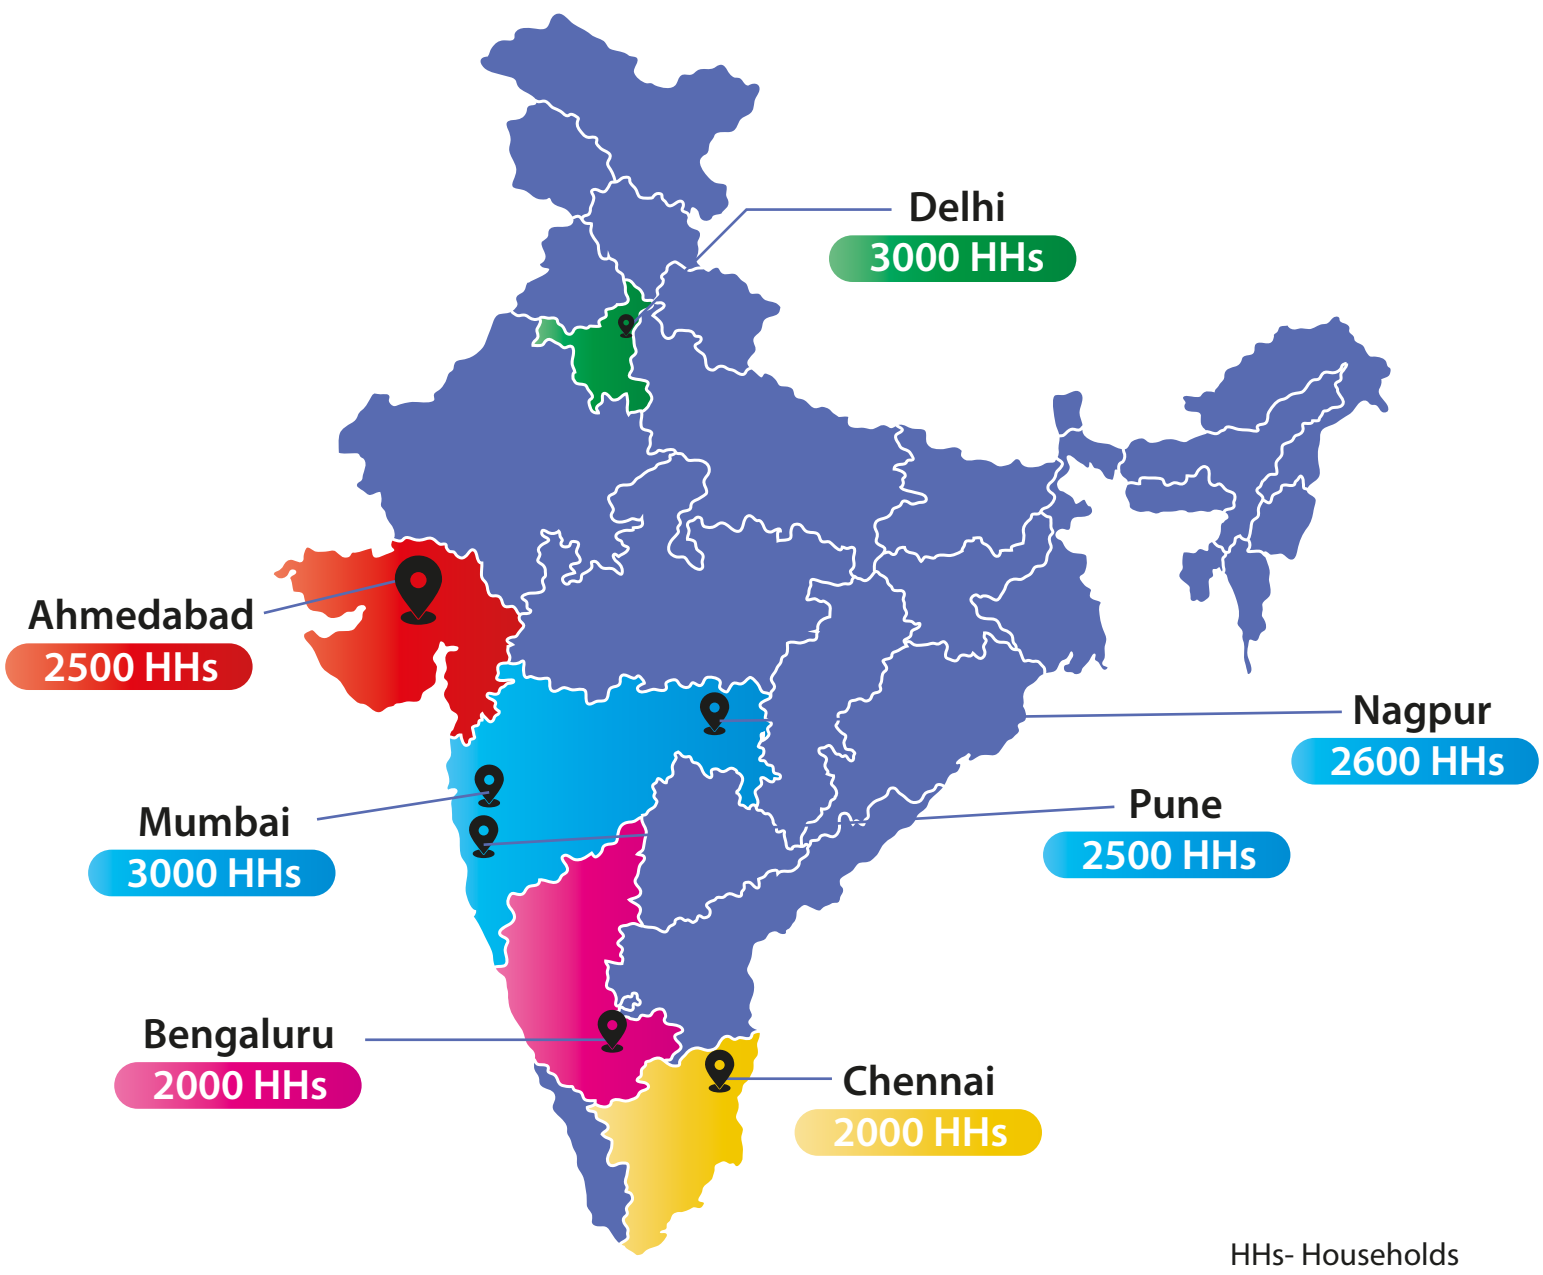 Delhi
3000 HHs
Ahmedabad
2500 HHs
Nagpur
2600 HHs
Mumbai
3000 HHs
Pune
2500 HHs
Bengaluru
2000 HHs
Chennai
2000 HHs
HHs- Households